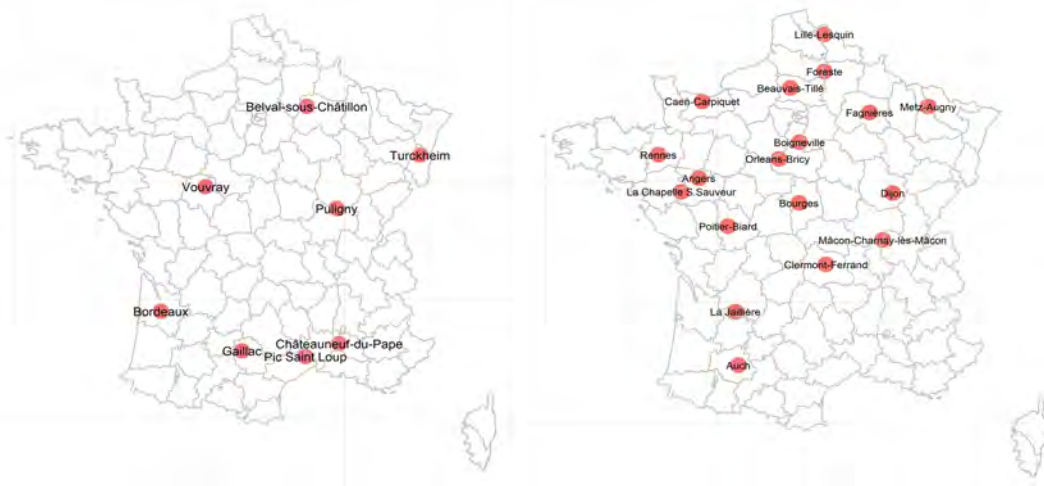 Belval-sous-Châtillon
Turckheim
Vouvray
Puligny
Bordeaux
Châteauneuf-du-Pape
Gaillac
Pic Saint Loup
Lille-Lesquin
Foreste
Beauvais-Tillé
Caen-Carpiquet
Metz-Augny
Fagnières
Boigneville
Rennes
Orleans-Bricy
Angers
La Chapelle S.Sauveur
Dijon
Bourges
Poitier-Biard
Mâcon-Charnay-lès-Mâcon
Clermont-Ferrand
La Jaillière
Auch